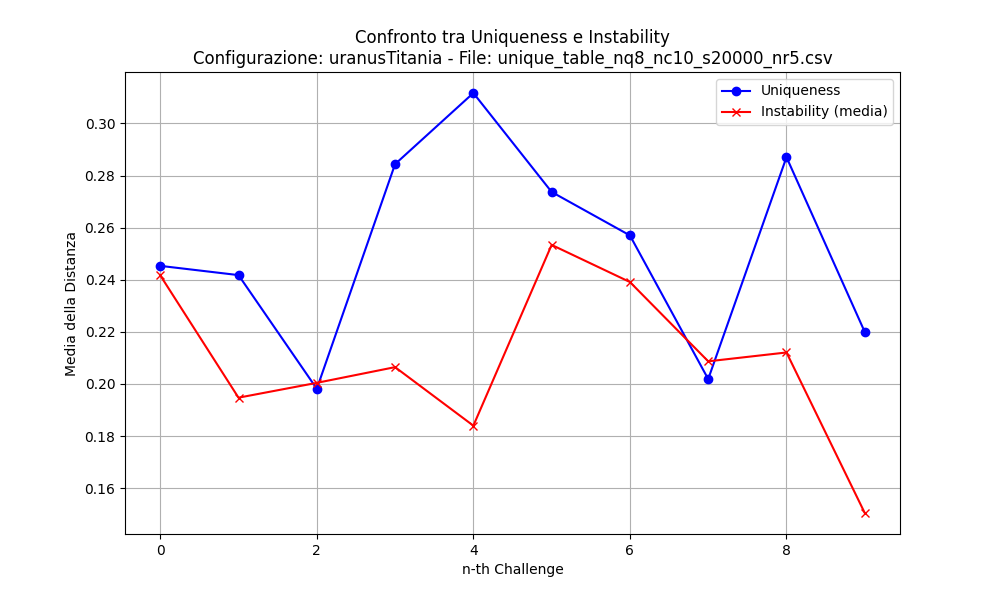 Confronto tra Uniqueness e Instability
Configurazione: uranusTitania - File: unique_table_nq8_nc10_s20000_nr5.csv
Uniqueness
Instability (media)
Media della Distanza
0.30
0.28
0.26
0.24
0.22
0.20
0.18
0.16
0 2 4 6 8
n-th Challenge